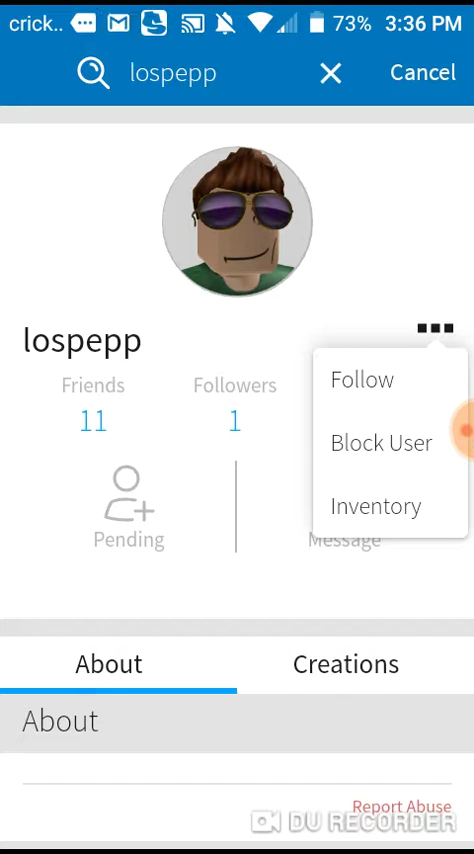 crick.. 73% 3:36 PM
lospepp Cancel
lospepp
Friends Followers
11 1
Follow
Block User
Inventory
Pending Message
About Creations
About
Report Abuse
DU RECORDER